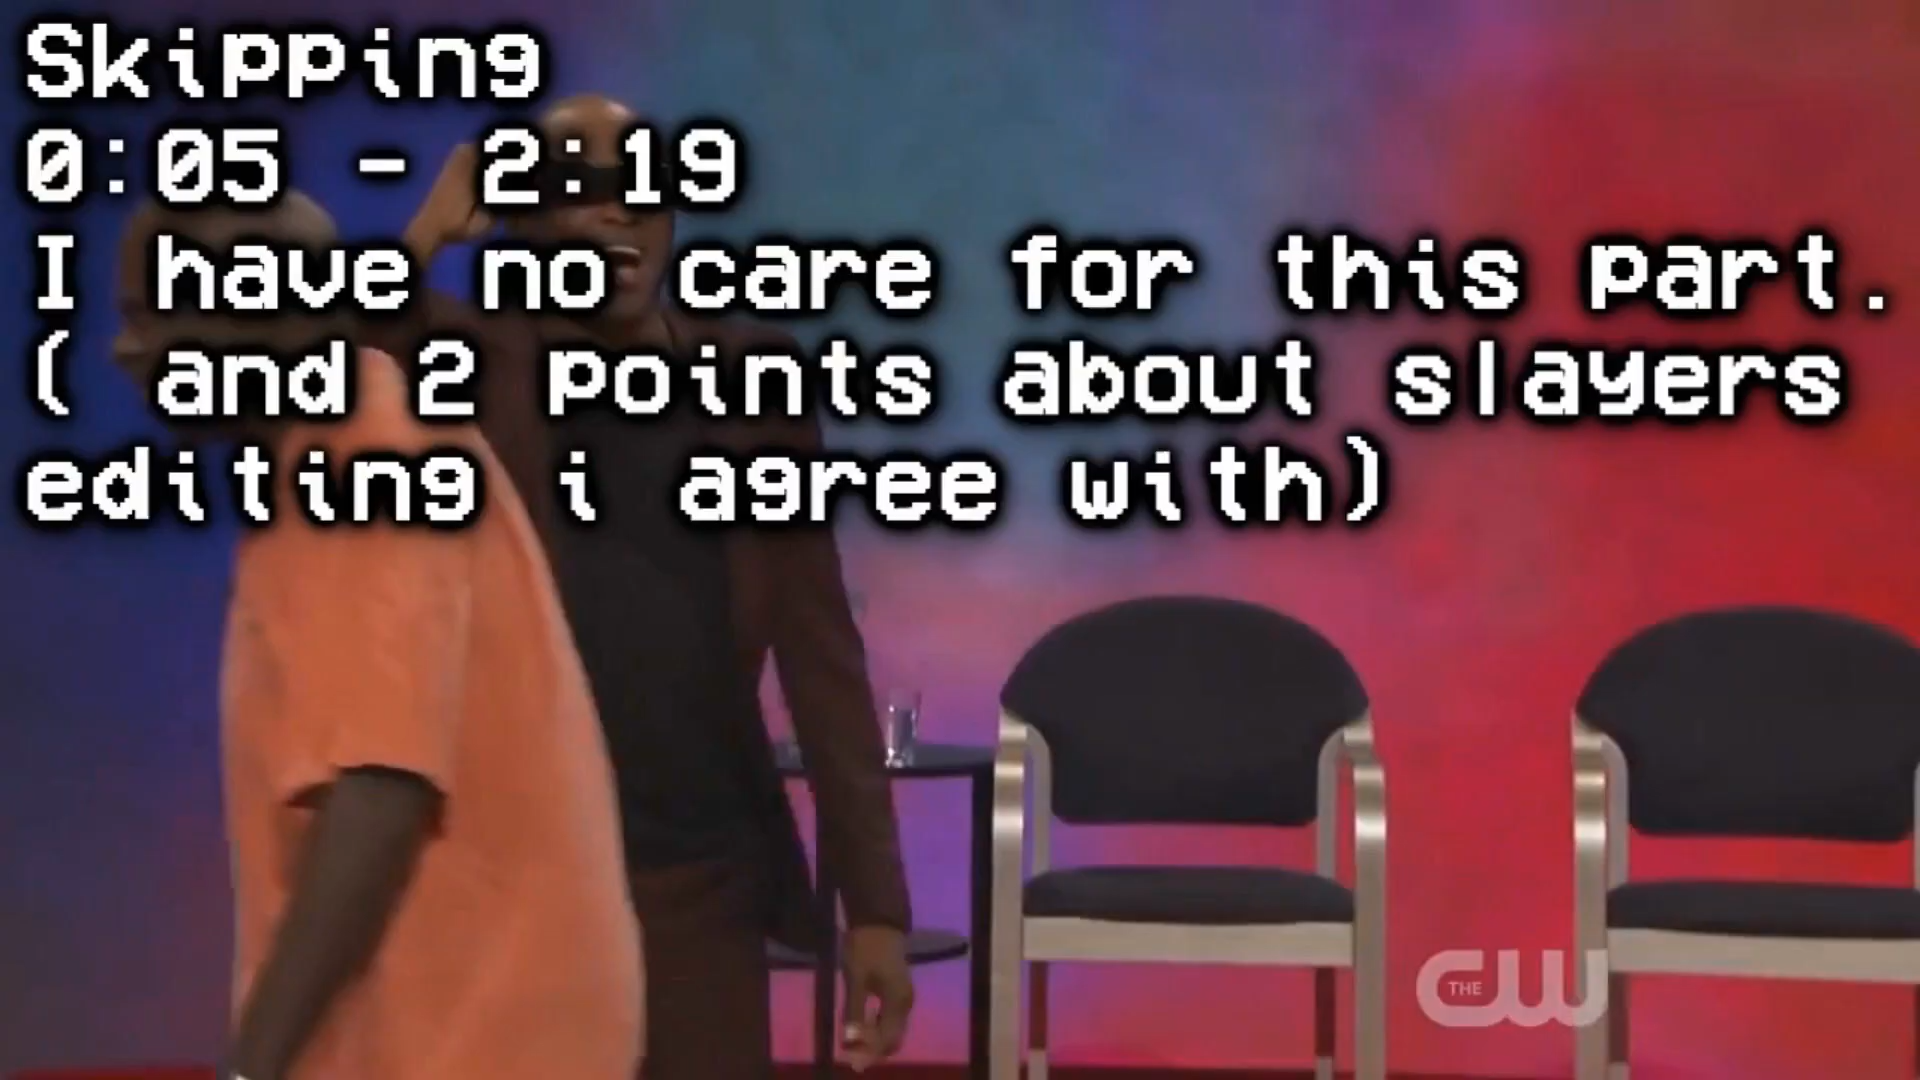 Skipping
0:05 - 2:19
I have no care for this part.
( and 2 points about slayers
editing i agree with)
THE CW